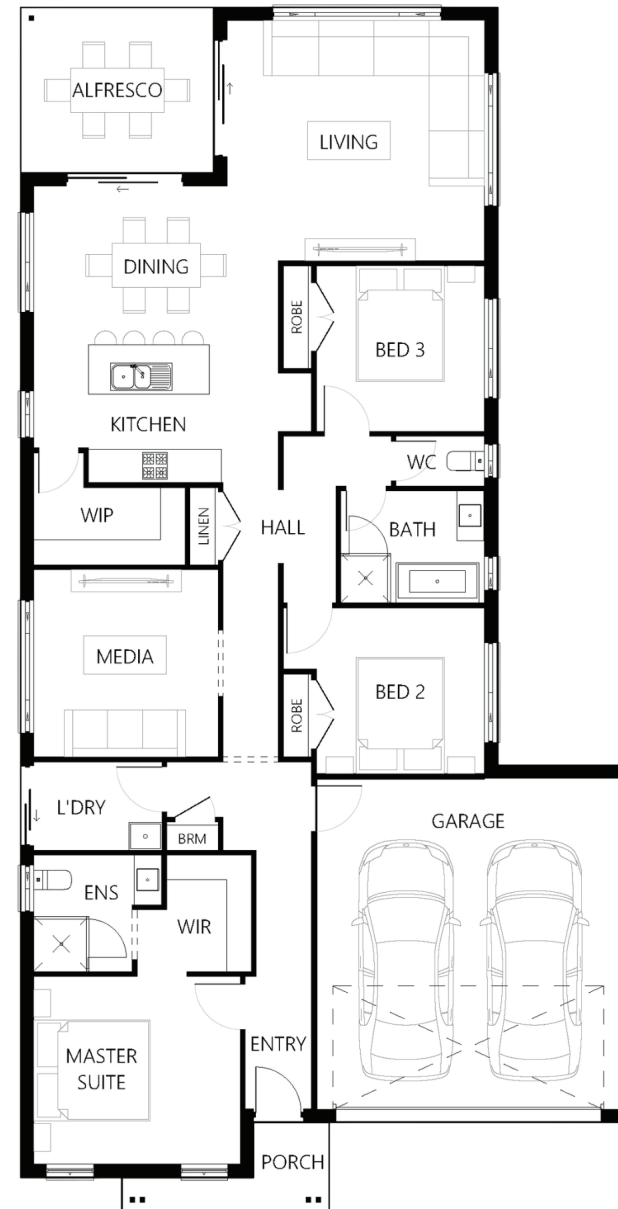 ALFRESCO
LIVING
DINING
ROBE
BED 3
KITCHEN
WC
WIP
LINEN
HALL
BATH
MEDIA
ROBE
BED 2
L'DRY
BRM
GARAGE
ENS
WIR
MASTER
SUITE
ENTRY
PORCH